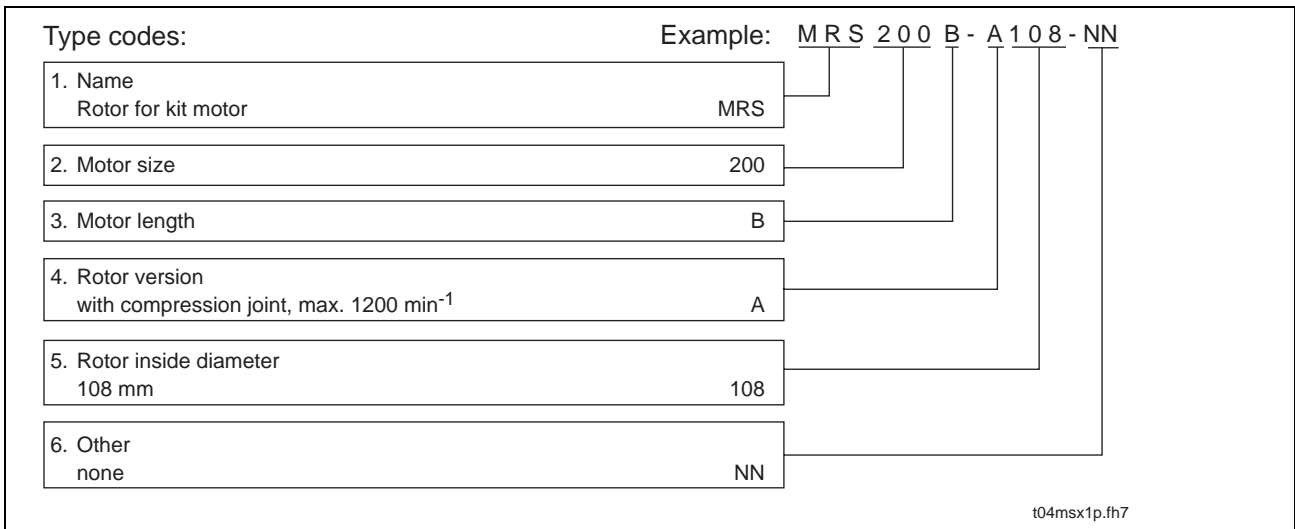 Type codes: Example: MRS 200 B - A 108 - NN
1. Name
Rotor for kit motor MRS
2. Motor size 200
3. Motor length B
4. Rotor version
with compression joint, max. 1200 min-1 A
5. Rotor inside diameter
108 mm 108
6. Other
none NN
t04msx1p.fh7